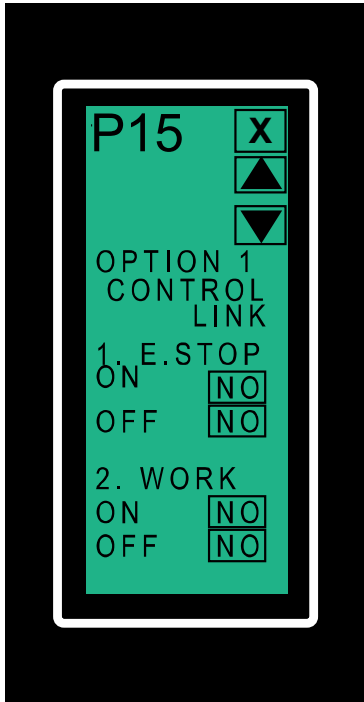 P15 X
OPTION 1
CONTROL
LINK
1. E.STOP
ON NO
OFF NO
2. WORK
ON NO
OFF NO